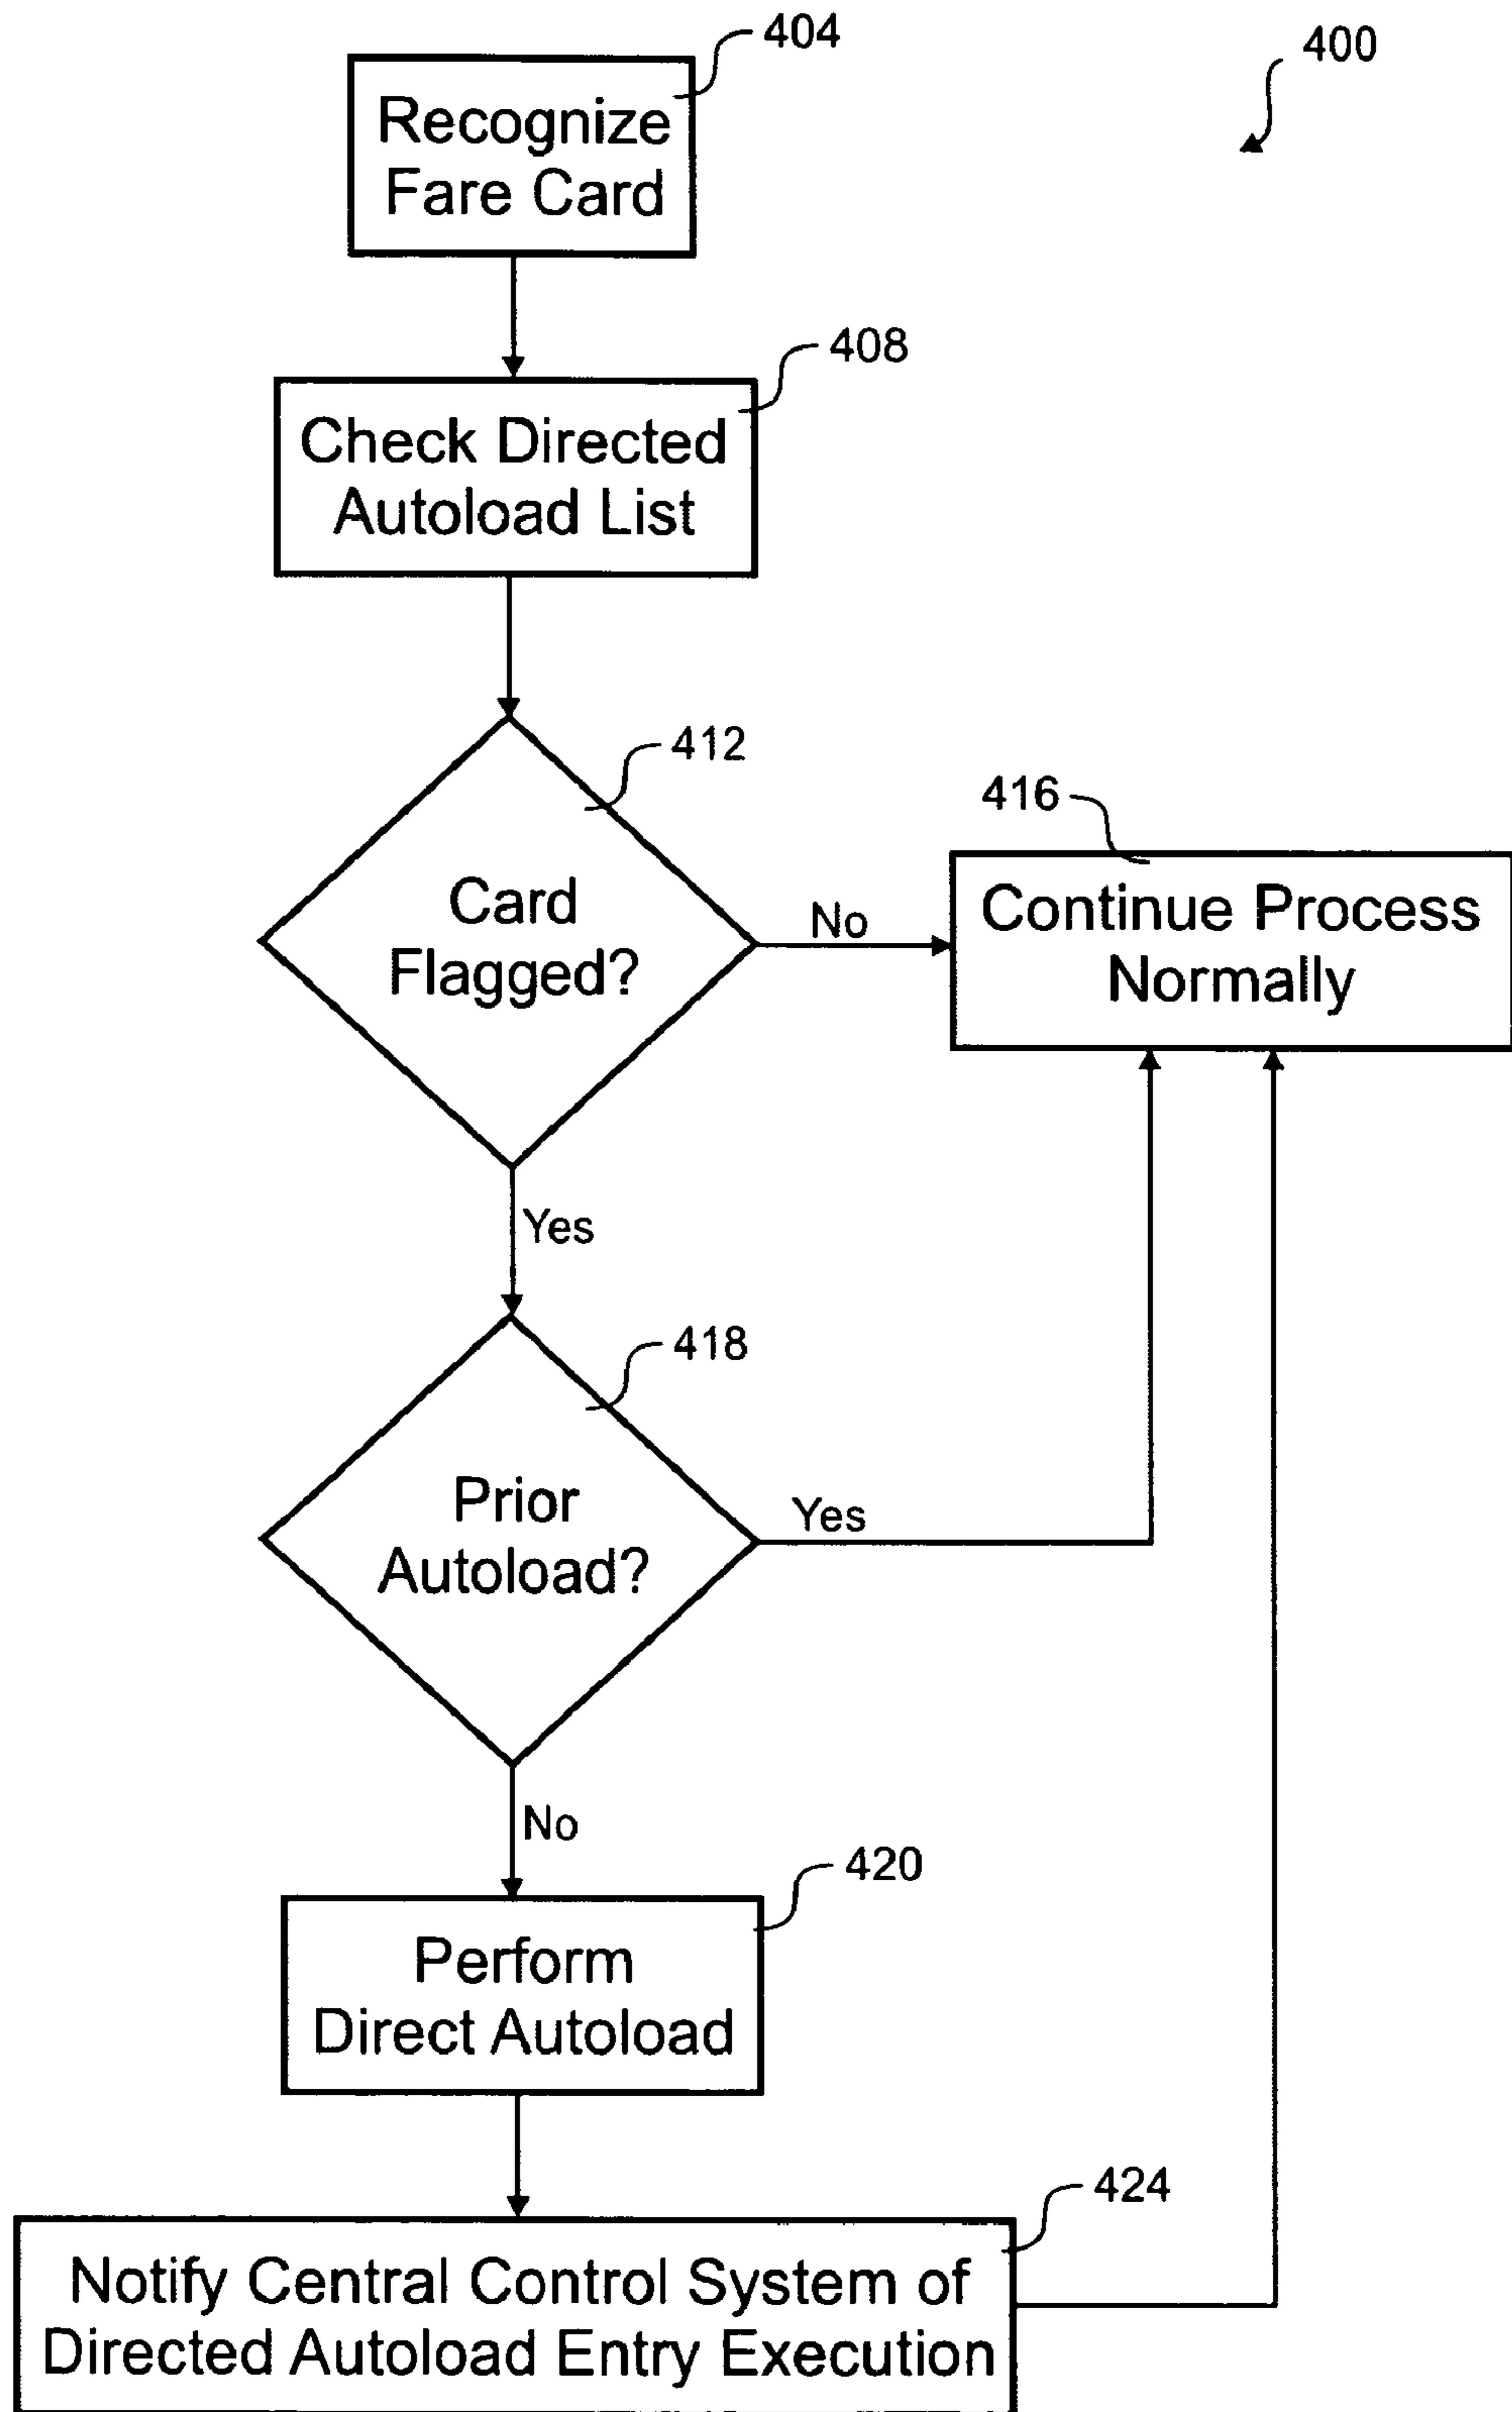 404
400
Recognize
Fare Card
408
Check Directed
Autoload List
412
416
Card
Flagged?
No
Continue Process
Normally
Yes
418
Prior
Autoload?
Yes
No
420
Perform
Direct Autoload
424
Notify Central Control System of
Directed Autoload Entry Execution